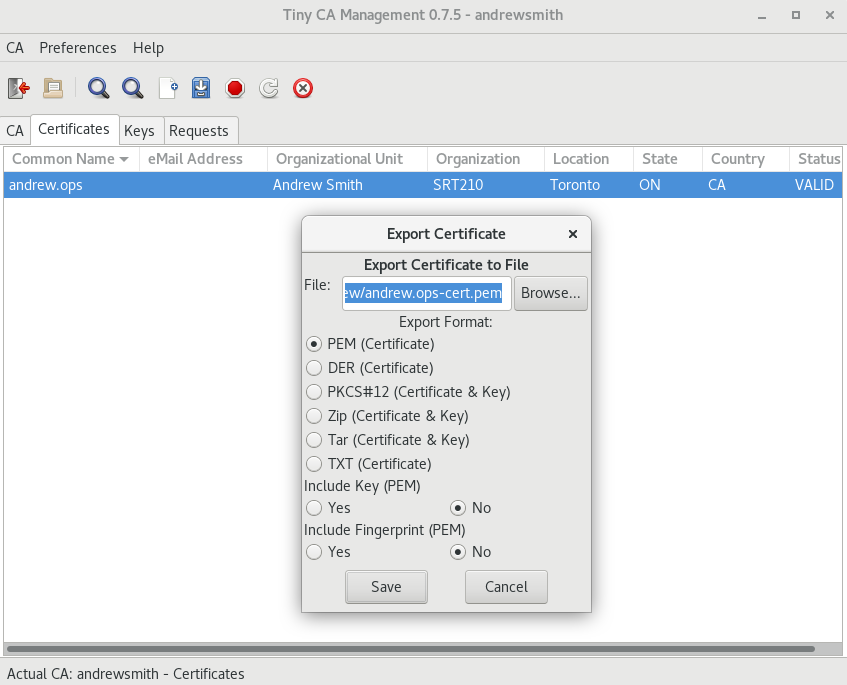 Tiny CA Management 0.7.5 - andrewsmith
CA Preferences Help
CA Certificates Keys Requests
Common Name eMail Address Organizational Unit Organization Location State Country Status
andrew.ops Andrew Smith SRT210 Toronto ON CA VALID
Export Certificate
Export Certificate to File
File: ew/andrew.ops-cert.pem Browse...
Export Format:
PEM (Certificate)
DER (Certificate)
PKCS#12 (Certificate & Key)
Zip (Certificate & Key)
Tar (Certificate & Key)
TXT (Certificate)
Include Key (PEM)
Yes No
Include Fingerprint (PEM)
Yes No
Save Cancel
Actual CA: andrewsmith - Certificates